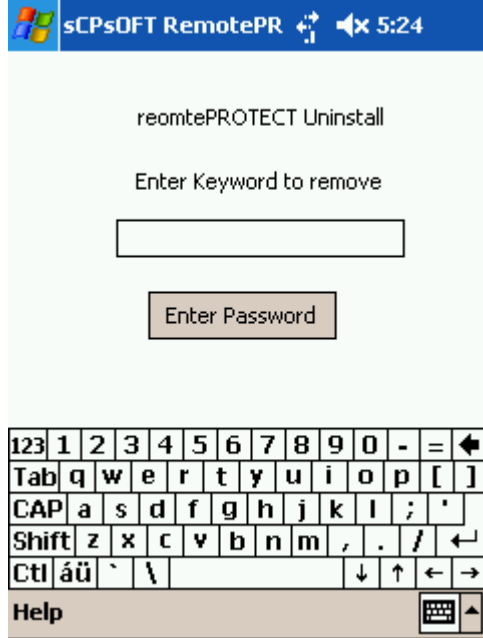 sCPsOFT RemotePR 5:24
reomtePROTECT Uninstall
Enter Keyword to remove
Enter Password
123 1 2 3 4 5 6 7 8 9 0 - =
Tab q w e r t y u i o p [ ]
CAP a s d f g h j k l ; '
Shift z x c v b n m , . /
Ctl áü ` \
Help